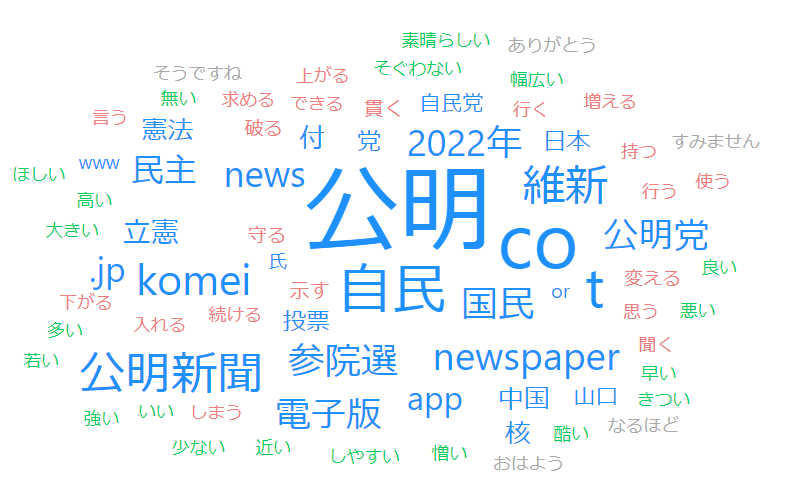 素晴らしい ありがとう
そうですね 上がる そぐわない 幅広い
無い 求める できる 貫く 自民党 行く 増える
言う 憲法 破る 付 党 2022年 日本 持つ すみません
ほしい www 民主 news 公明 維新 行う 使う
高い
大きい 立憲 守る co 公明党
.jp komei 氏 自民 国民 or t 変える 良い
下がる 入れる 続ける 示す 投票 思う 悪い
多い
若い 公明新聞 参院選 newspaper 聞く 早い
強い いい しまう 電子版 app 中国 山口 きつい
少ない 近い しやすい 憎い 核 酷い なるほど
おはよう